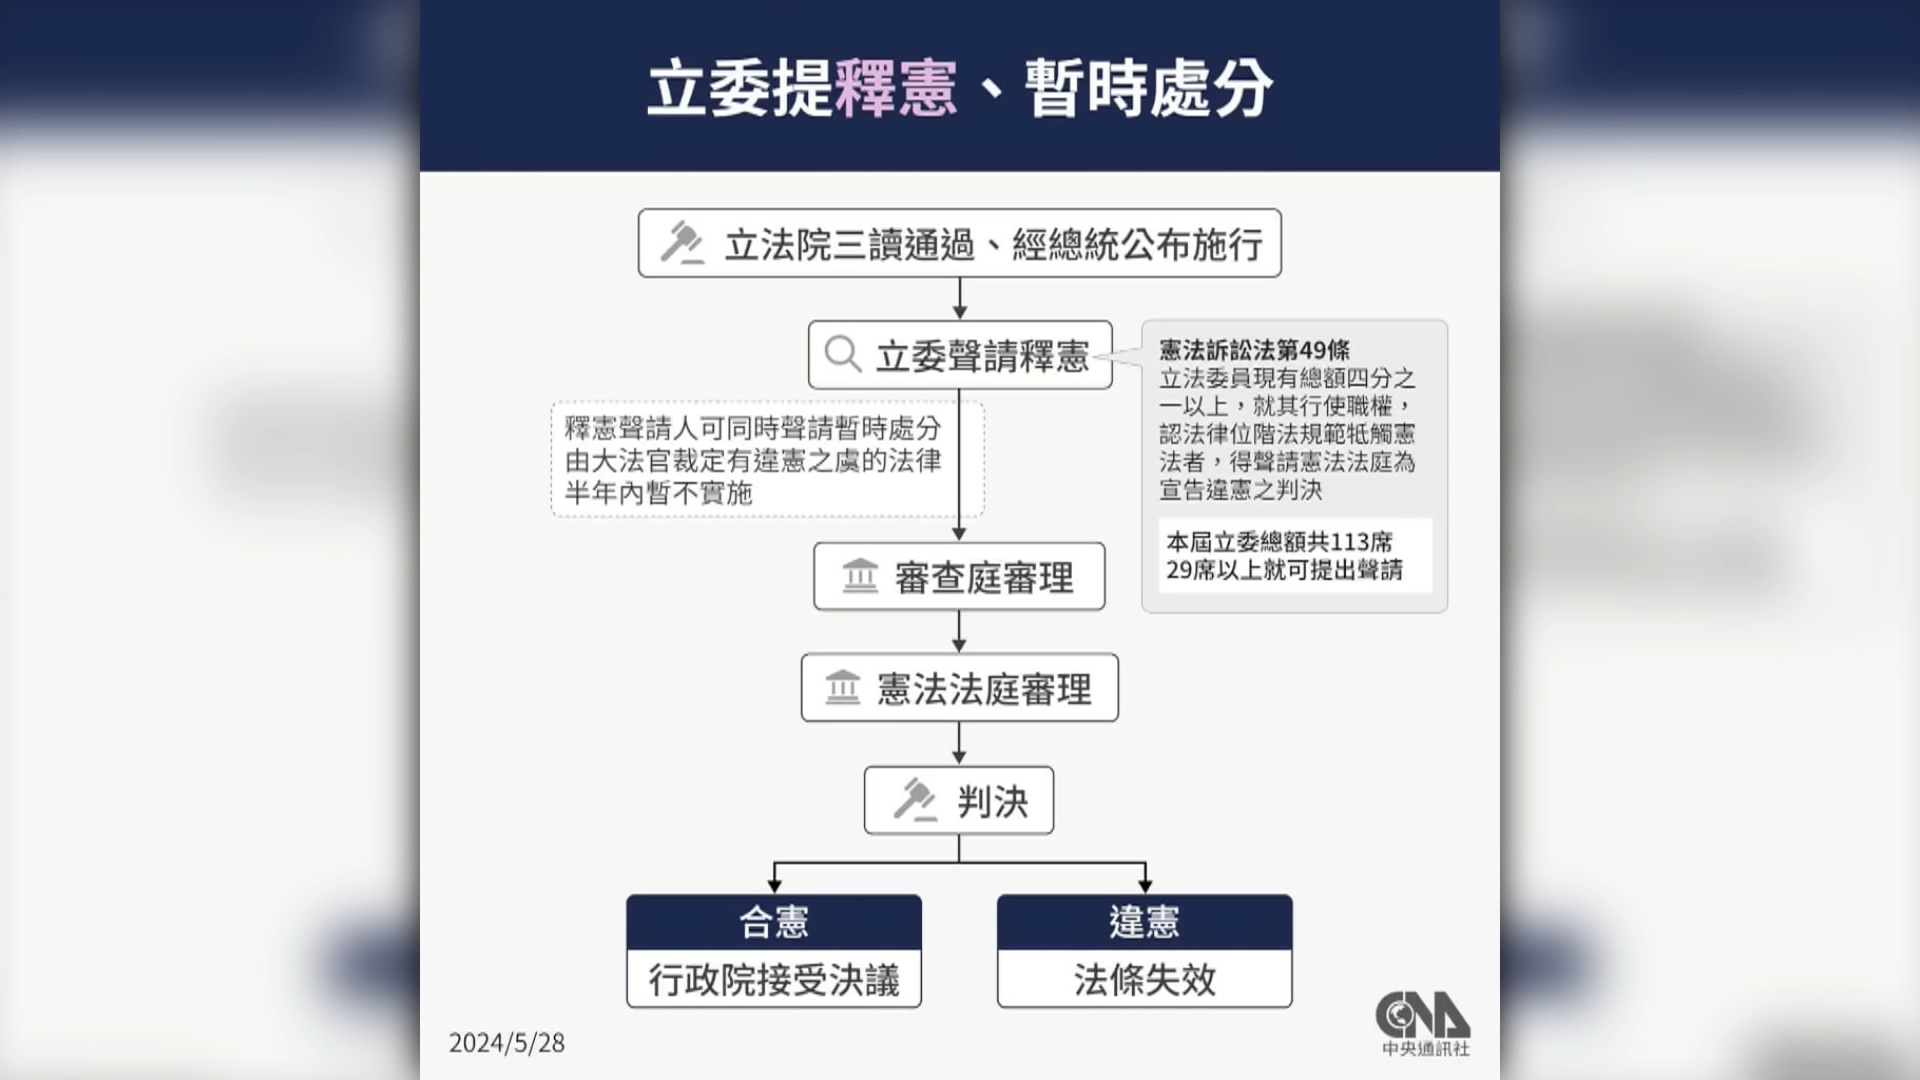 立委提釋憲、暫時處分
立法院三讀通過、經總統公布施行
立委聲請釋憲
憲法訴訟法第49條
立法委員現有總額四分之
一以上，就其行使職權，
認法律位階法規範牴觸憲
法者，得聲請憲法法庭為
宣告違憲之判決
本屆立委總額共113席
29席以上就可提出聲請
釋憲聲請人可同時聲請暫時處分
由大法官裁定有違憲之虞的法律
半年內暫不實施
審查庭審理
憲法法庭審理
判決
合憲
行政院接受決議
違憲
法條失效
2024/5/28
CNA
中央通訊社